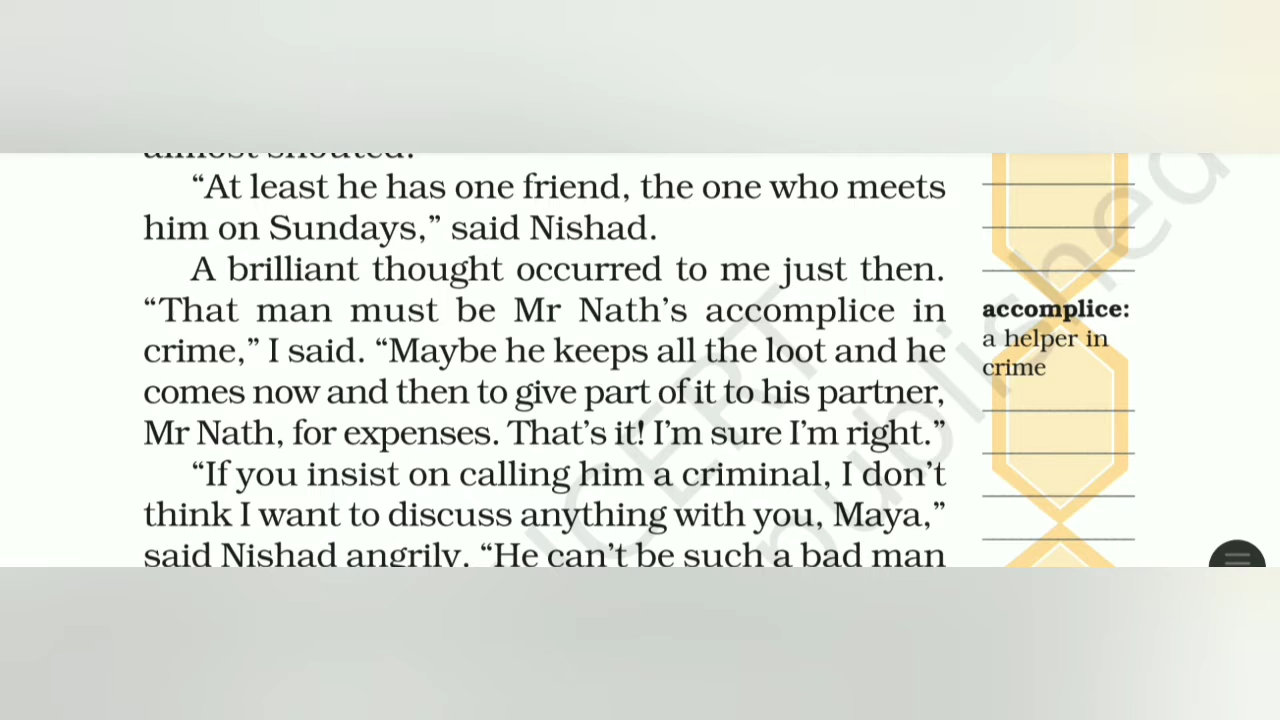 almost shouted.
“At least he has one friend, the one who meets
him on Sundays,” said Nishad.
A brilliant thought occurred to me just then.
“That man must be Mr Nath’s accomplice in
crime,” I said. “Maybe he keeps all the loot and he
comes now and then to give part of it to his partner,
Mr Nath, for expenses. That’s it! I’m sure I’m right.”
“If you insist on calling him a criminal, I don’t
think I want to discuss anything with you, Maya,”
said Nishad angrily. “He can’t be such a bad man
accomplice:
a helper in
crime
published